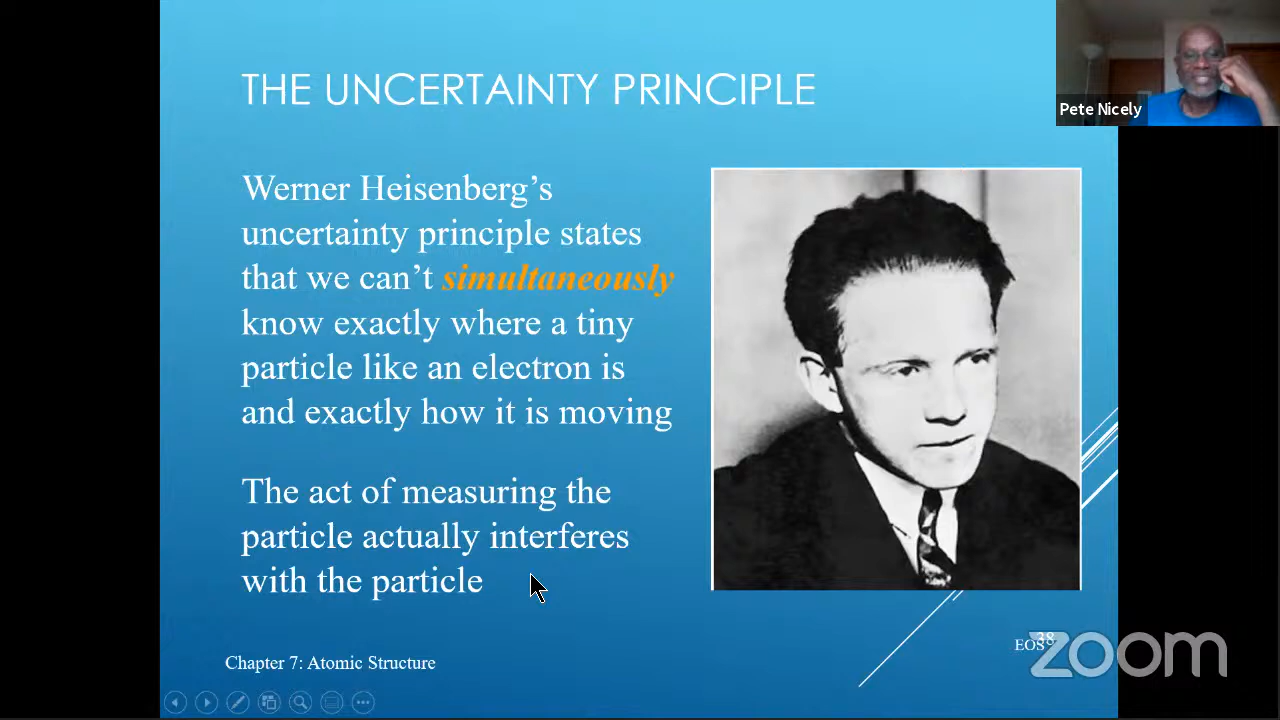 THE UNCERTAINTY PRINCIPLE
Pete Nicely
Werner Heisenberg’s
uncertainty principle states
that we can’t simultaneously
know exactly where a tiny
particle like an electron is
and exactly how it is moving
The act of measuring the
particle actually interferes
with the particle
38
EOS
zoom
Chapter 7: Atomic Structure